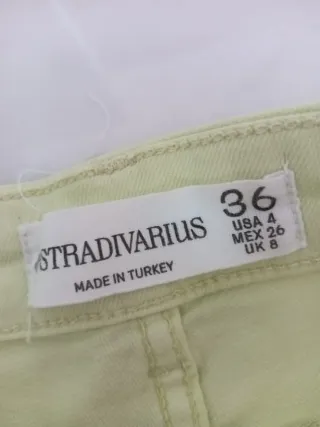 STRADIVARIUS
MADE IN TURKEY
36
USA 4
MEX 26
UK 8